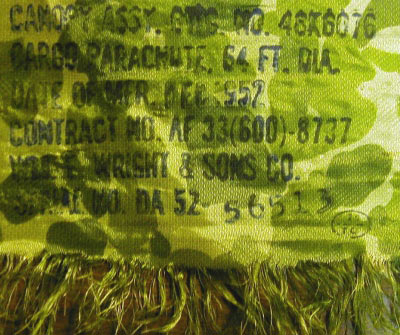 CANOPY ASSY. DWG. NO. 48K6076
CARGO PARACHUTE, 64 FT. DIA.
DATE OF MFR. 1952
CONTRACT NO. AF 33(600)-8737
WRIGHT & SONS CO.
SERIAL NO. DA 52 56513